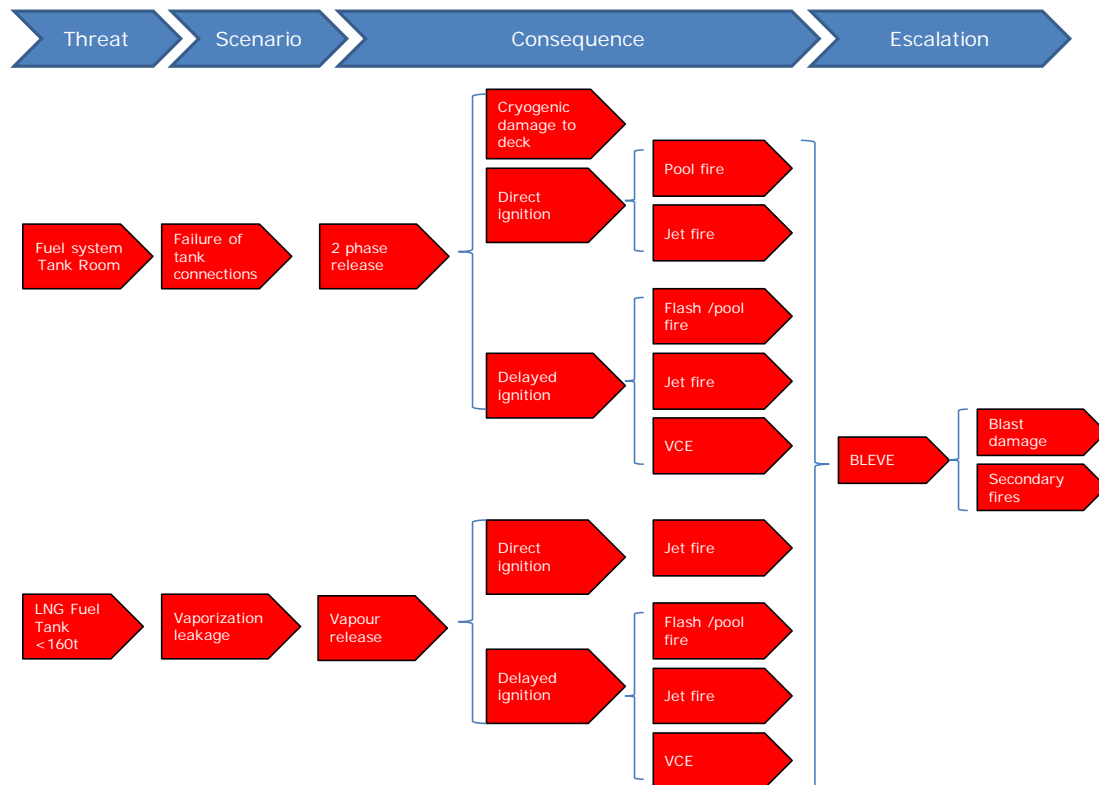 Threat
Scenario
Consequence
Escalation
Cryogenic
damage to
deck
Direct
ignition
Pool fire
Jet fire
Fuel system
Tank Room
Failure of
tank
connections
2 phase
release
Flash /pool
fire
Delayed
ignition
Jet fire
VCE
BLEVE
Blast
damage
Secondary
fires
Direct
ignition
Jet fire
LNG Fuel
Tank
<160t
Vaporization
leakage
Vapour
release
Flash /pool
fire
Delayed
ignition
Jet fire
VCE